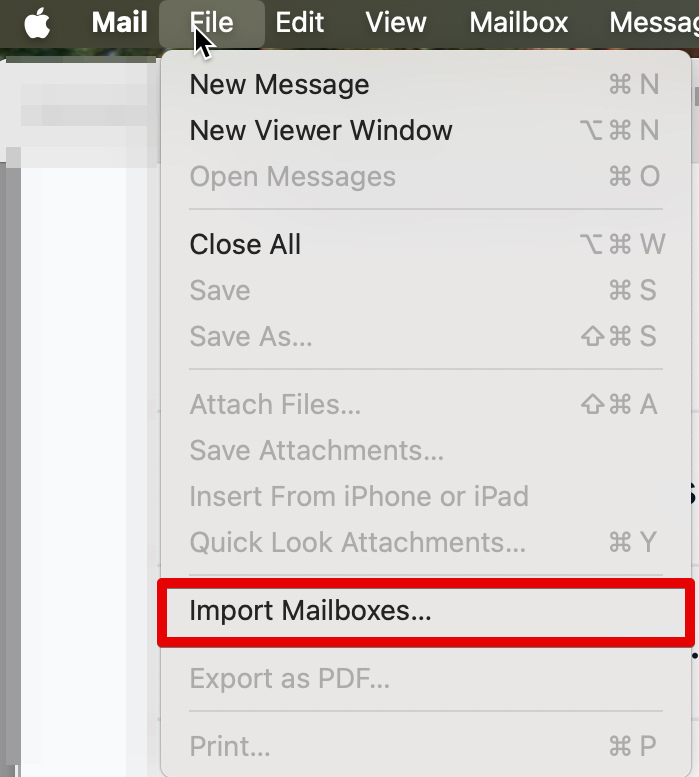 Mail File Edit View Mailbox Messag
New Message ⌘ N
New Viewer Window ⌥ ⌘ N
Open Messages ⌘ O
Close All ⌥ ⌘ W
Save ⌘ S
Save As... ⇧ ⌘ S
Attach Files... ⇧ ⌘ A
Save Attachments...
Insert From iPhone or iPad
Quick Look Attachments... ⌘ Y
Import Mailboxes...
Export as PDF...
Print... ⌘ P